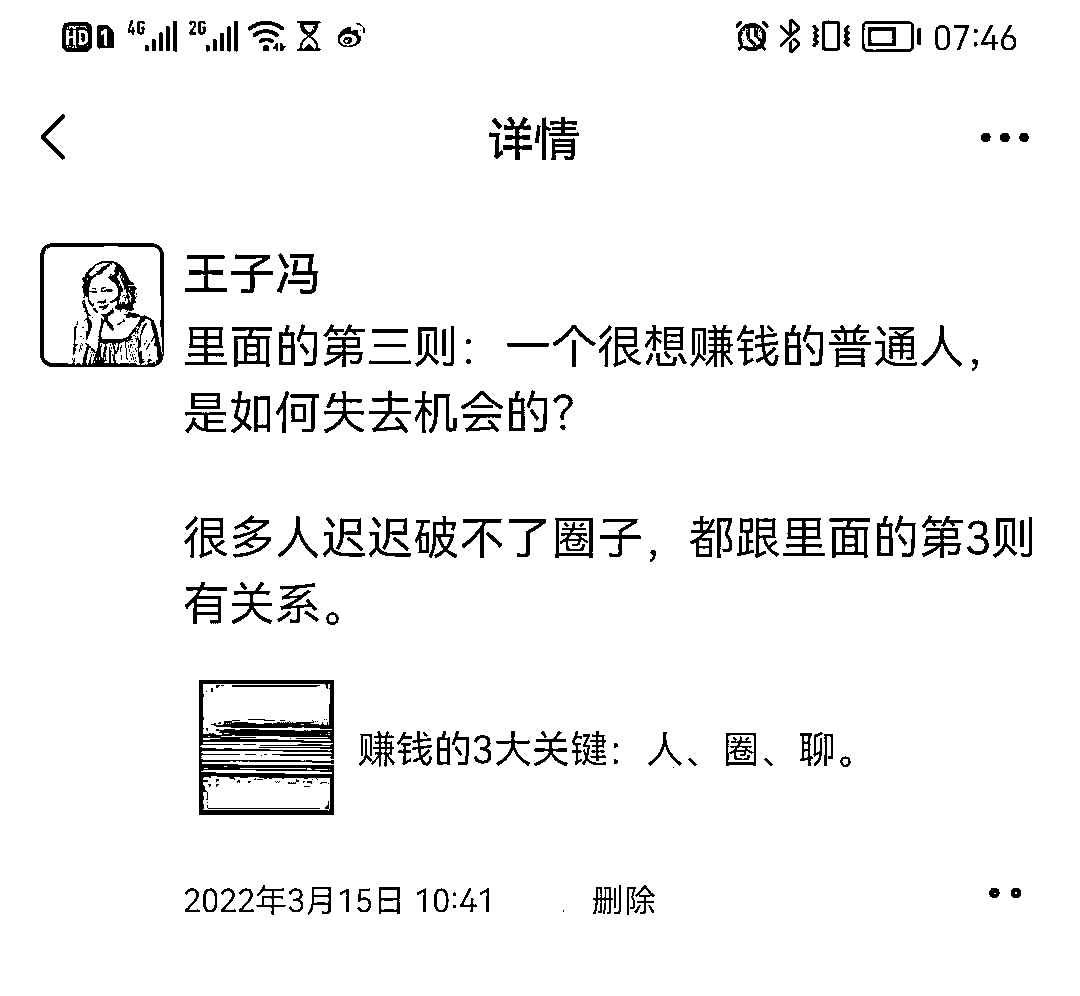 HD 1 4G 2G 07:46
详情
王子冯
里面的第三则：一个很想赚钱的普通人，
是如何失去机会的？
很多人迟迟破不了圈子，都跟里面的第3则
有关系。
赚钱的3大关键：人、圈、聊。
2022年3月15日 10:41 删除